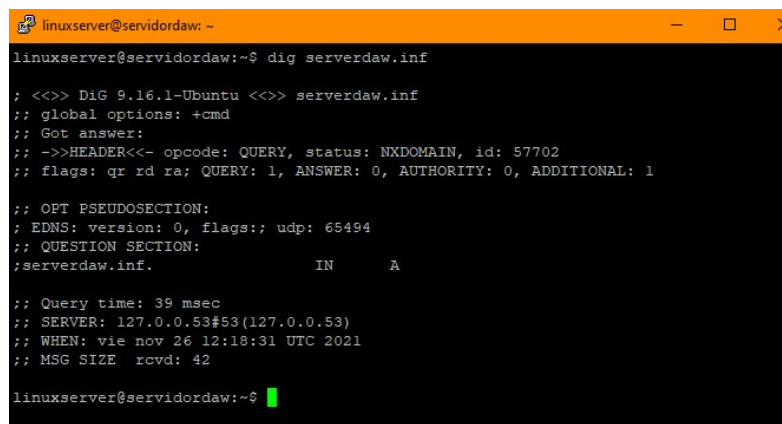 linuxserver@servidordaw: ~
linuxserver@servidordaw:~$ dig serverdaw.inf
; <<>> DiG 9.16.1-Ubuntu <<>> serverdaw.inf
;; global options: +cmd
;; Got answer:
;; ->>HEADER<<- opcode: QUERY, status: NXDOMAIN, id: 57702
;; flags: qr rd ra; QUERY: 1, ANSWER: 0, AUTHORITY: 0, ADDITIONAL: 1
;; OPT PSEUDOSECTION:
; EDNS: version: 0, flags:; udp: 65494
;; QUESTION SECTION:
;serverdaw.inf. IN A
;; Query time: 39 msec
;; SERVER: 127.0.0.53#53(127.0.0.53)
;; WHEN: vie nov 26 12:18:31 UTC 2021
;; MSG SIZE rcvd: 42
linuxserver@servidordaw:~$